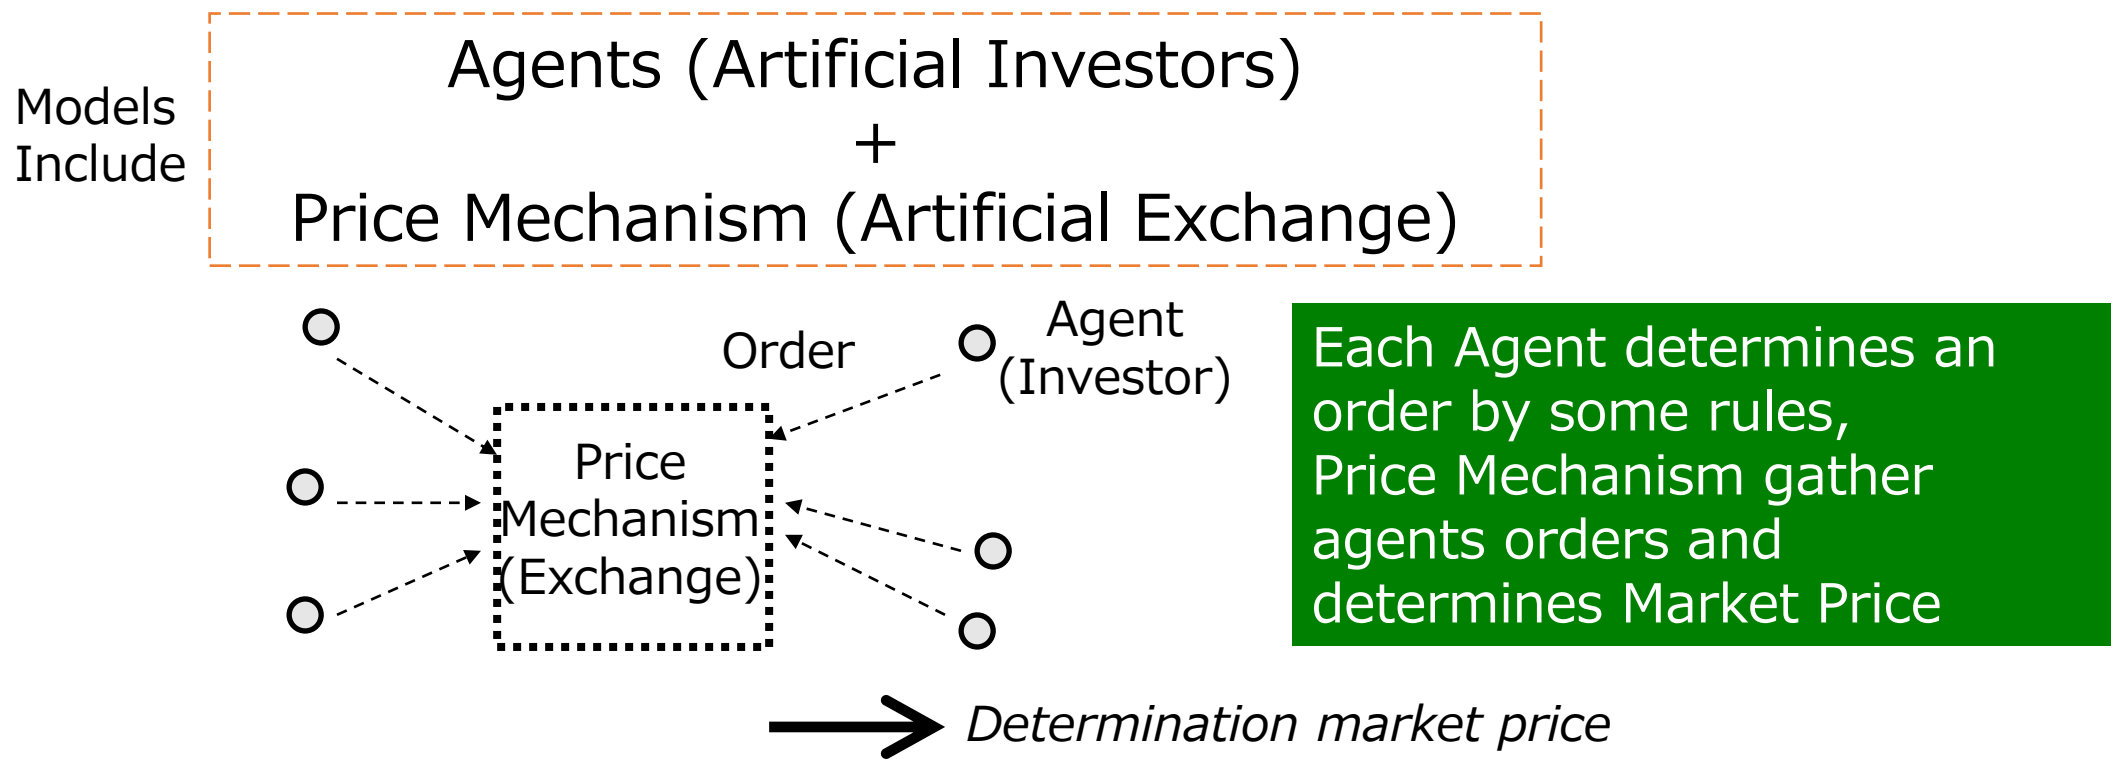 Agents (Artificial Investors)
+
Price Mechanism (Artificial Exchange)
Models
Include
Order
Agent
(Investor)
Price
Mechanism
(Exchange)
Each Agent determines an
order by some rules,
Price Mechanism gather
agents orders and
determines Market Price
Determination market price